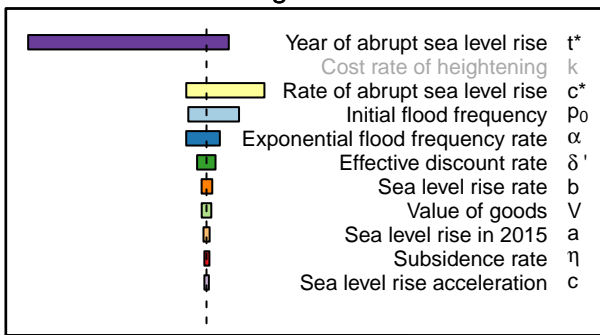 Year of abrupt sea level rise t*
Cost rate of heightening k
Rate of abrupt sea level rise c*
Initial flood frequency p₀
Exponential flood frequency rate α
Effective discount rate δ'
Sea level rise rate b
Value of goods V
Sea level rise in 2015 a
Subsidence rate η
Sea level rise acceleration c